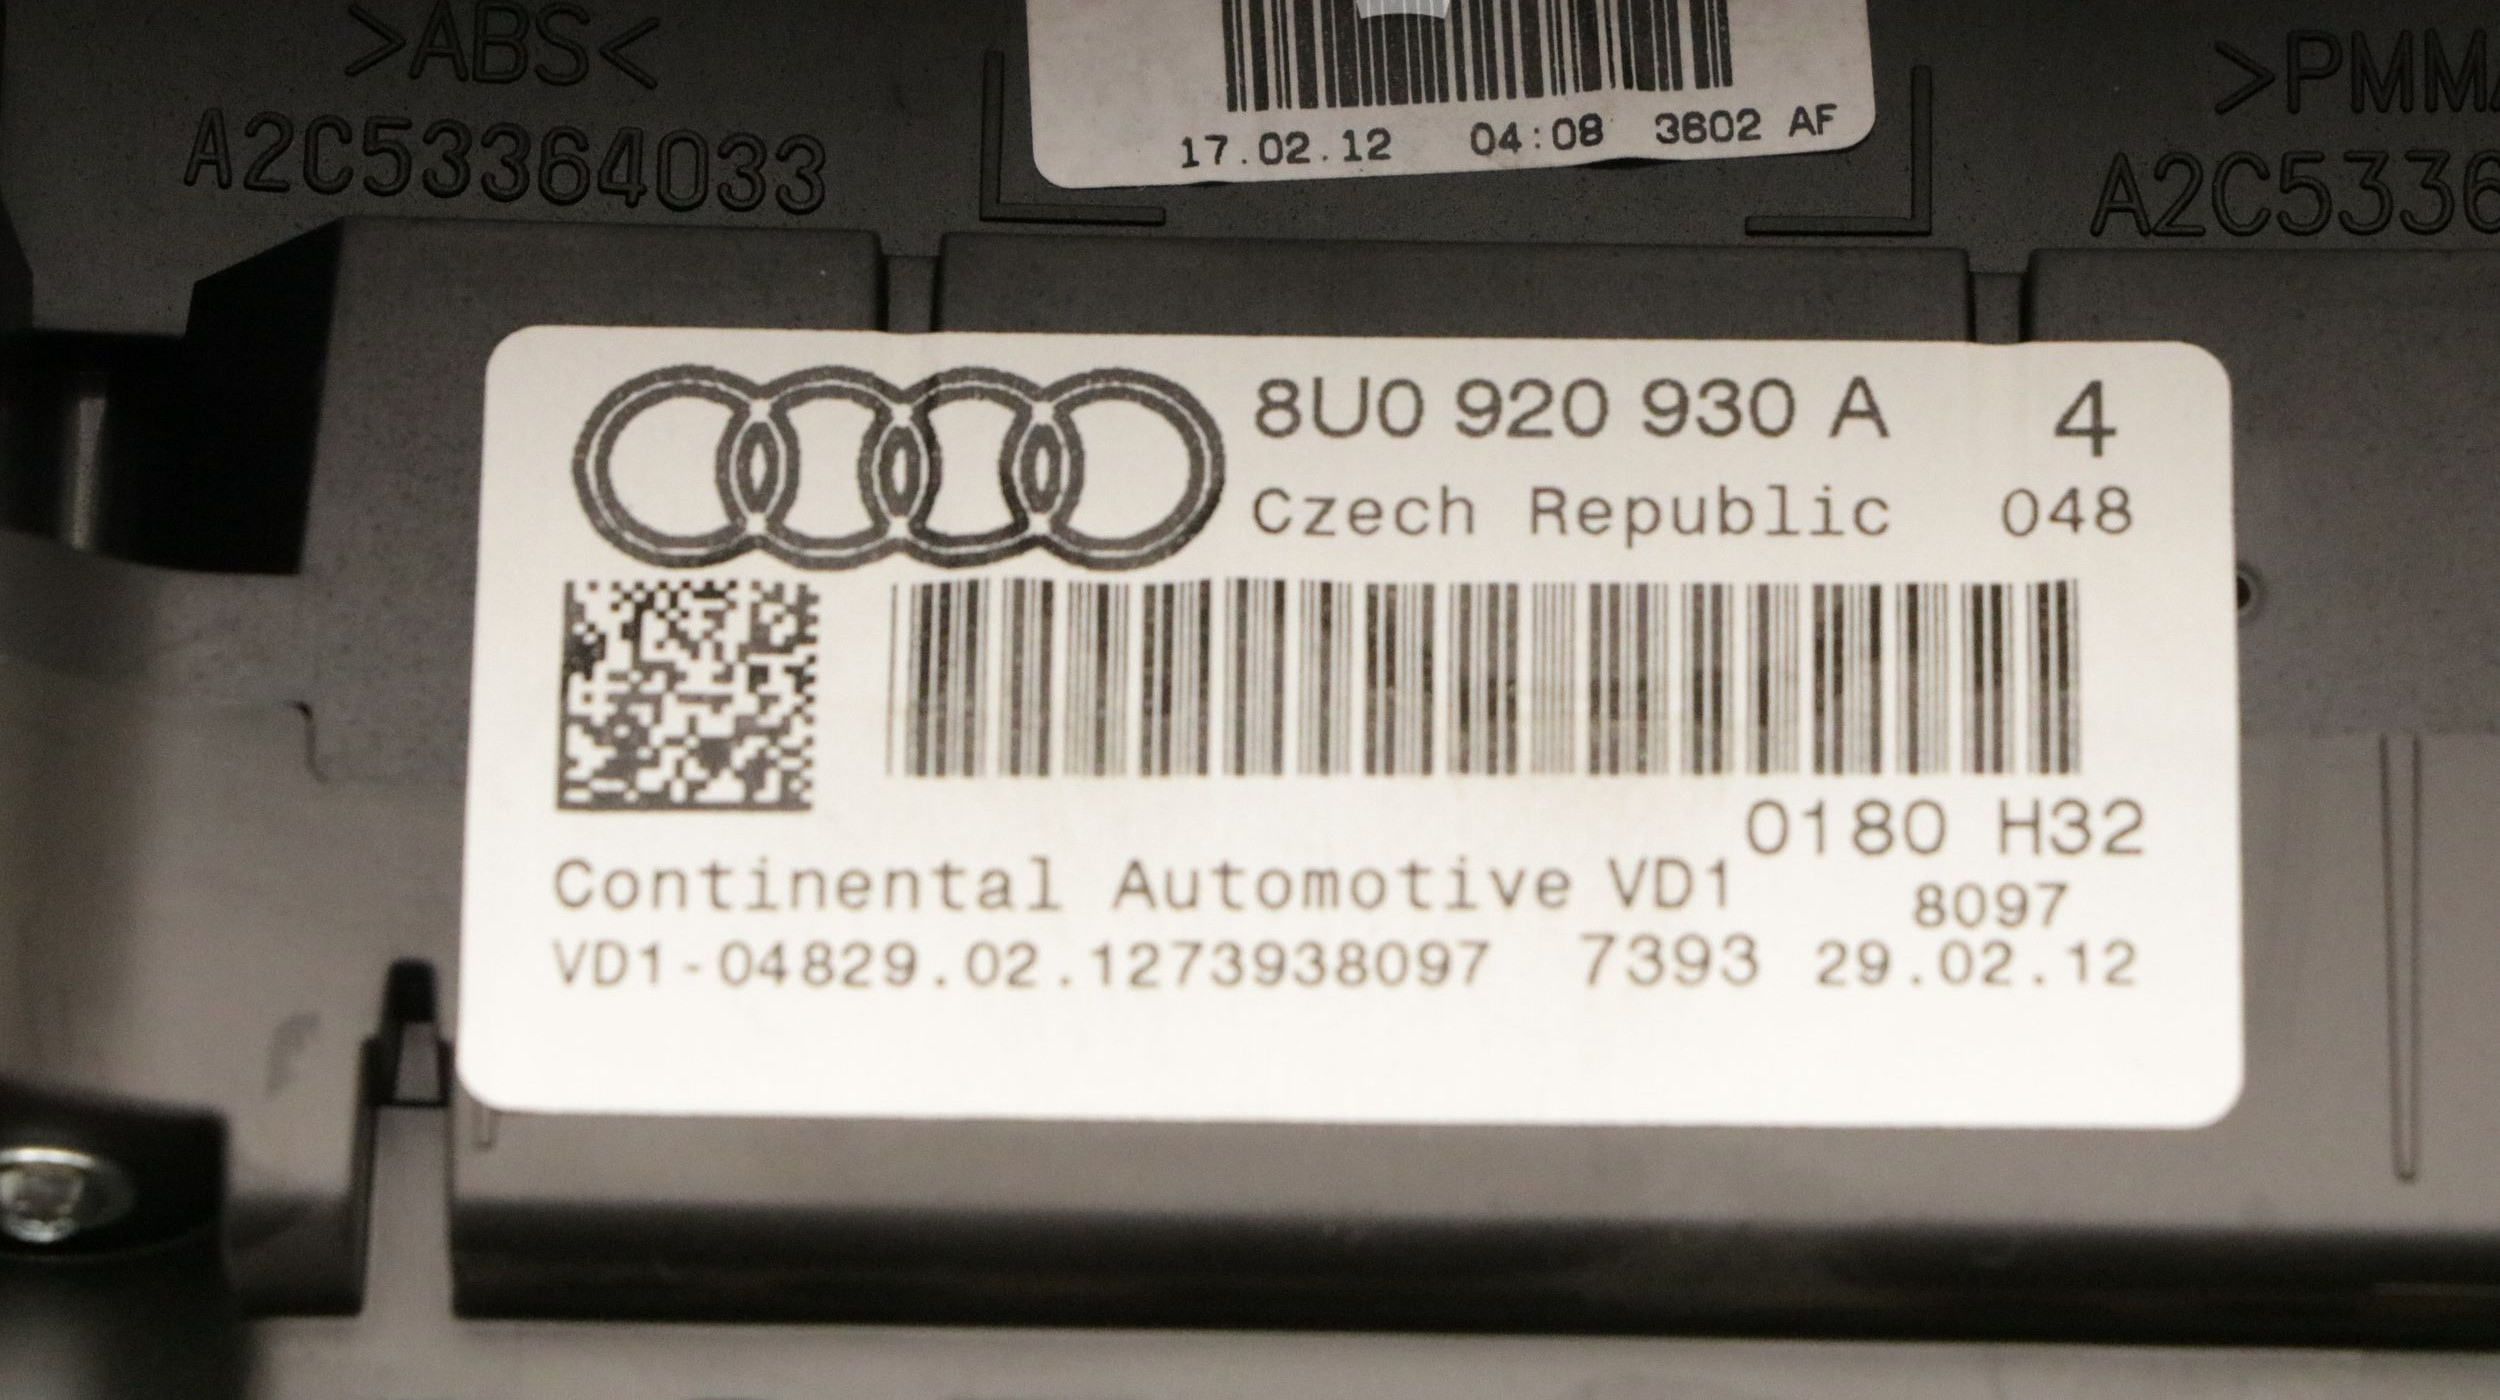 >ABS<
A2C53364033
17.02.12 04:08 3602 AF
>PMMA
A2C5336
8U0 920 930 A 4
Czech Republic 048
0180 H32
Continental Automotive VD1
8097
VD1-04829.02.1273938097 7393 29.02.12